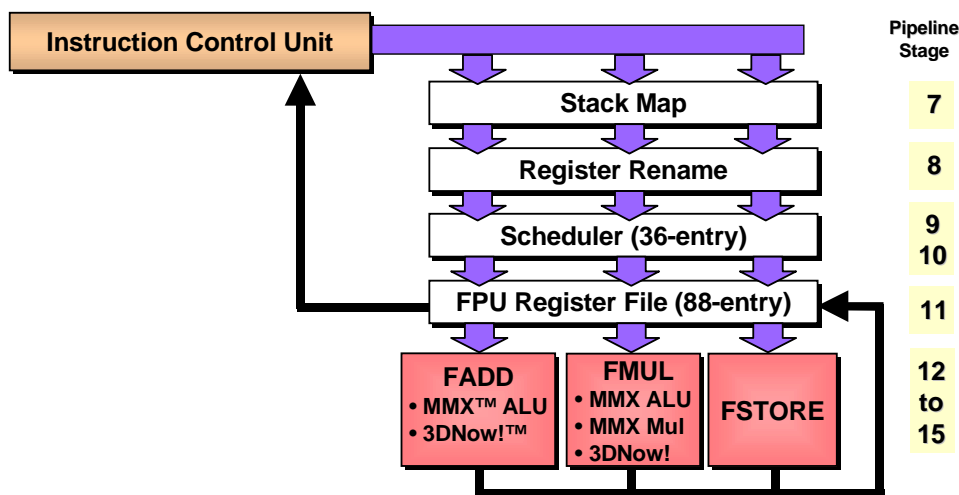 Instruction Control Unit
Pipeline
Stage
Stack Map
7
Register Rename
8
Scheduler (36-entry)
9
10
FPU Register File (88-entry)
11
FADD
• MMX™ ALU
• 3DNow!™
FMUL
• MMX ALU
• MMX Mul
• 3DNow!
FSTORE
12
to
15